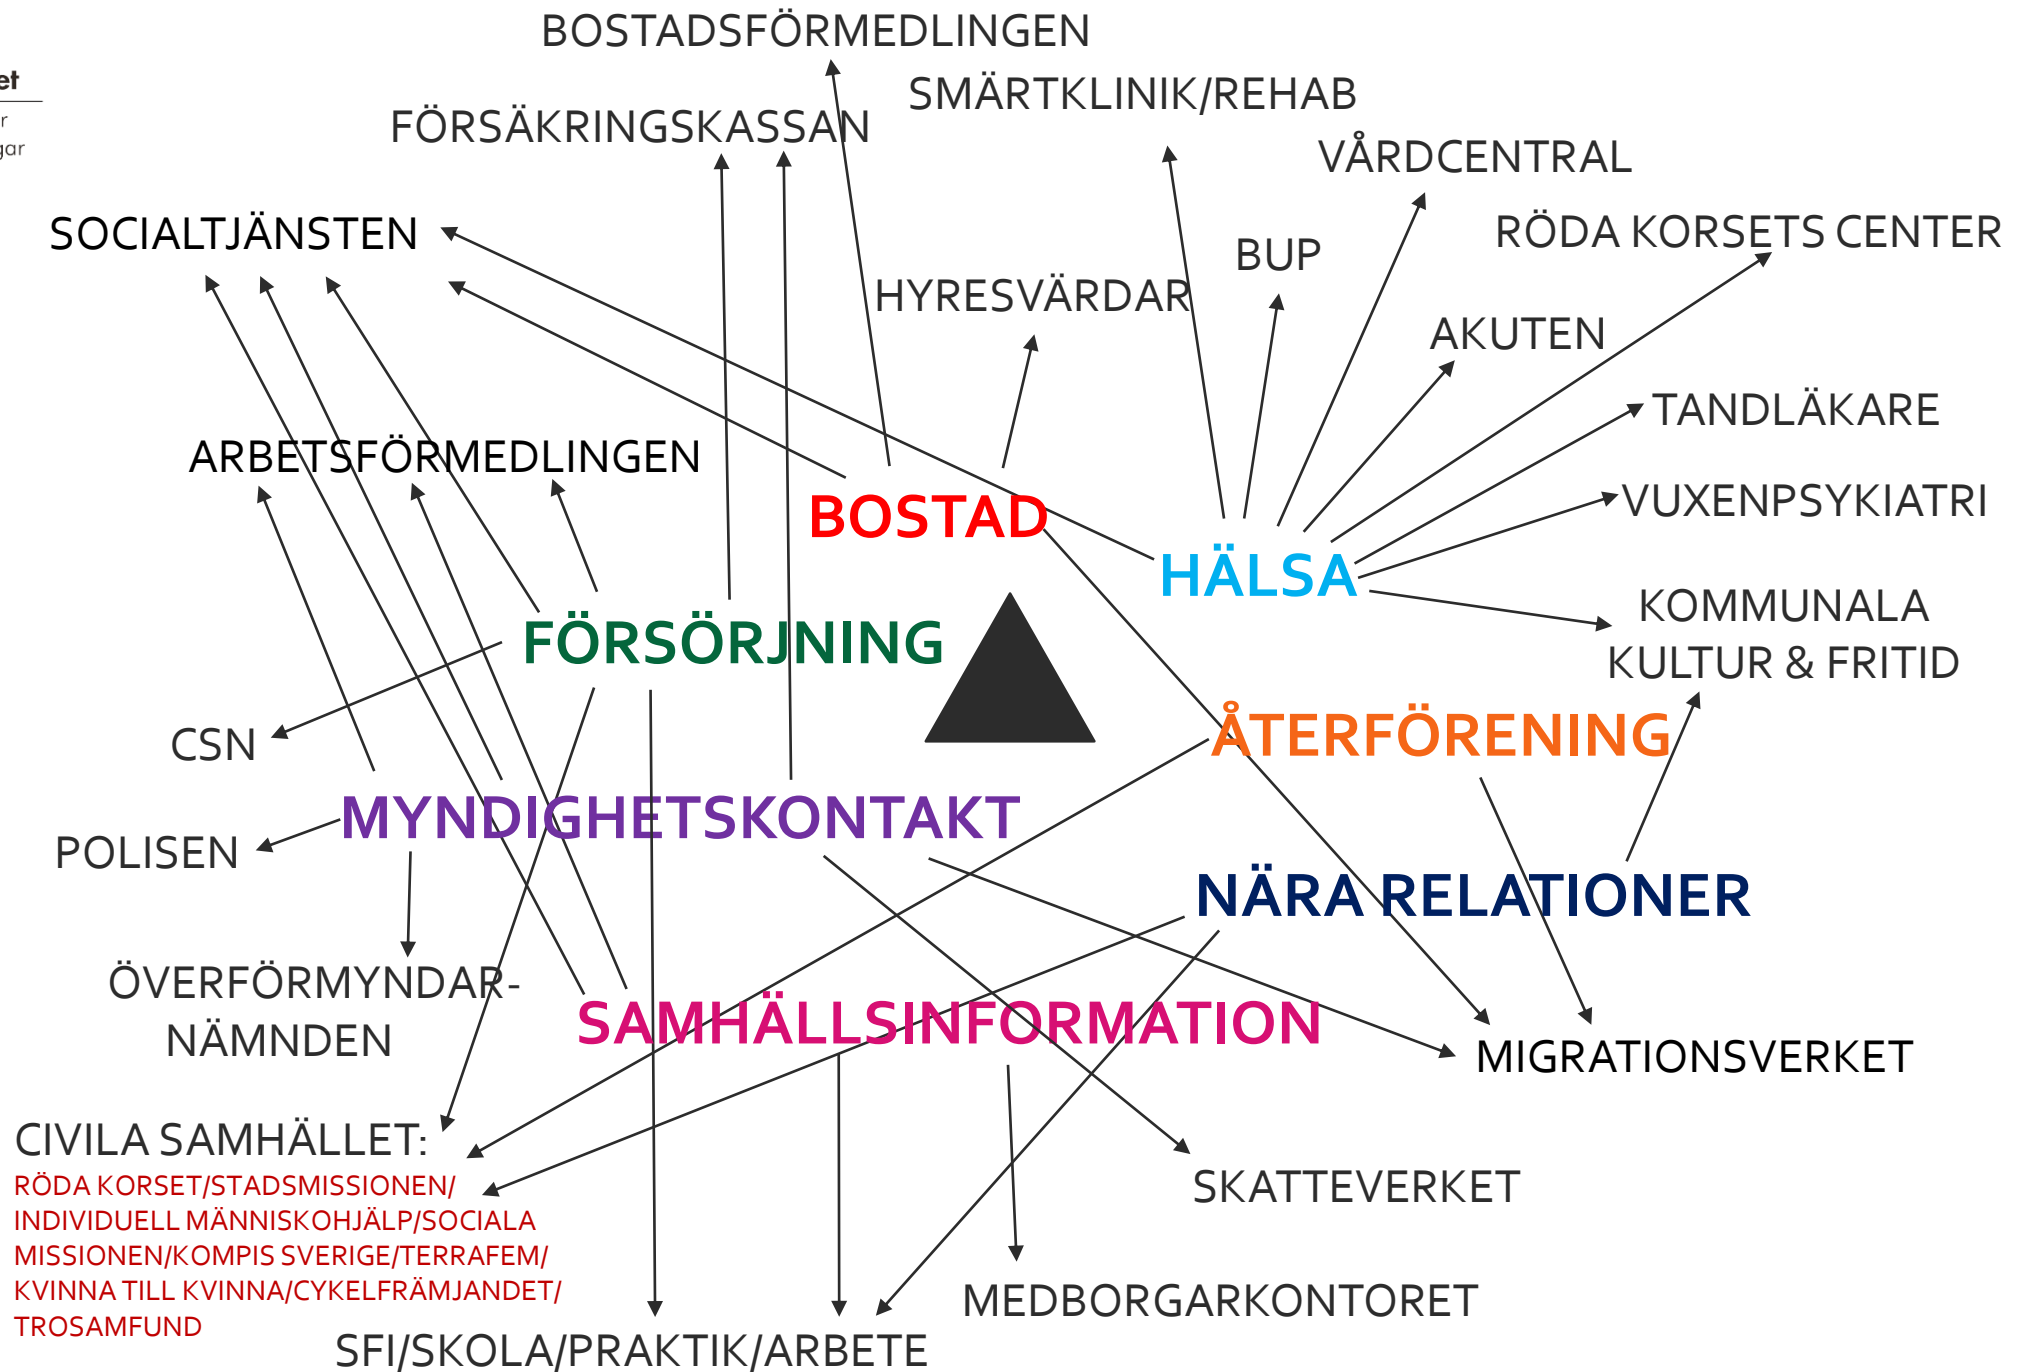 BOSTADSFÖRMEDLINGEN
SMÄRTKLINIK/REHAB
FÖRSÄKRINGSKASSAN
VÅRDCENTRAL
SOCIALTJÄNSTEN
RÖDA KORSETS CENTER
BUP
HYRESVÄRDAR
AKUTEN
TANDLÄKARE
ARBETSFÖRMEDLINGEN
VUXENPSYKIATRI
BOSTAD
HÄLSA
KOMMUNALA
KULTUR & FRITID
FÖRSÖRJNING
ÅTERFÖRENING
CSN
MYNDIGHETSKONTAKT
POLISEN
NÄRA RELATIONER
ÖVERFÖRMYNDAR-
NÄMNDEN
SAMHÄLLSINFORMATION
MIGRATIONSVERKET
CIVILA SAMHÄLLET:
RÖDA KORSET/STADSMISSIONEN/
INDIVIDUELL MÄNNISKOHJÄLP/SOCIALA
MISSIONEN/KOMPIS SVERIGE/TERRAFEM/
KVINNA TILL KVINNA/CYKELFRÄMJANDET/
TROSAMFUND
SKATTEVERKET
MEDBORGARKONTORET
SFI/SKOLA/PRAKTIK/ARBETE